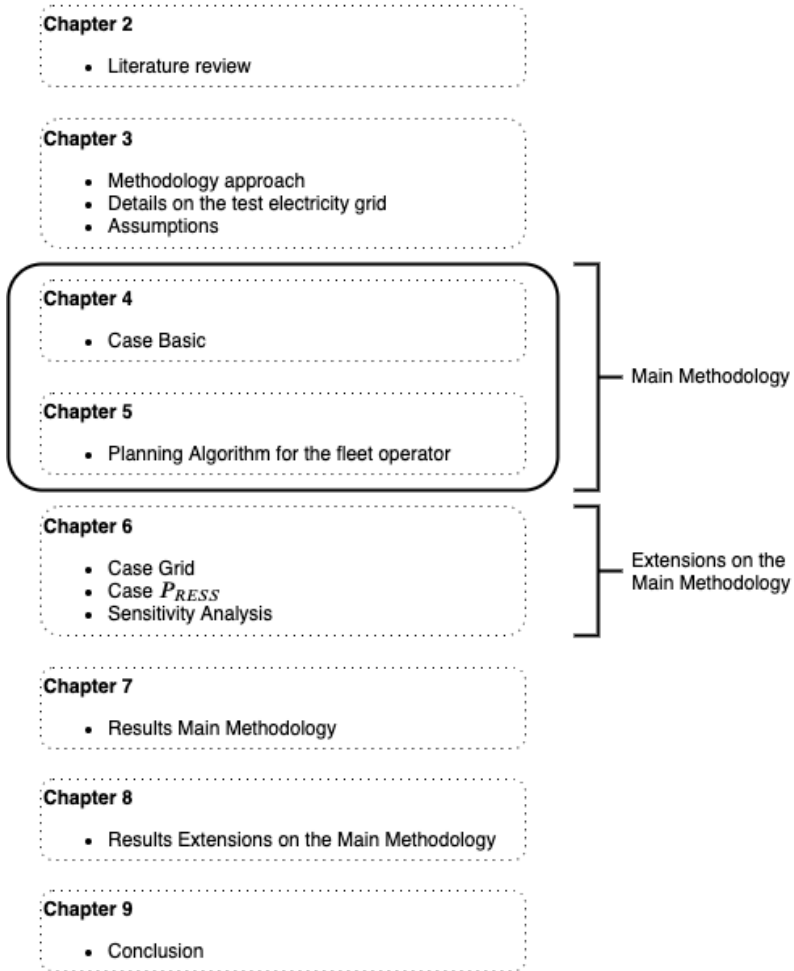 Chapter 2
• Literature review
Chapter 3
• Methodology approach
• Details on the test electricity grid
• Assumptions
Chapter 4
• Case Basic
Chapter 5
• Planning Algorithm for the fleet operator
Main Methodology
Chapter 6
• Case Grid
• Case P_RESS
• Sensitivity Analysis
Extensions on the
Main Methodology
Chapter 7
• Results Main Methodology
Chapter 8
• Results Extensions on the Main Methodology
Chapter 9
• Conclusion